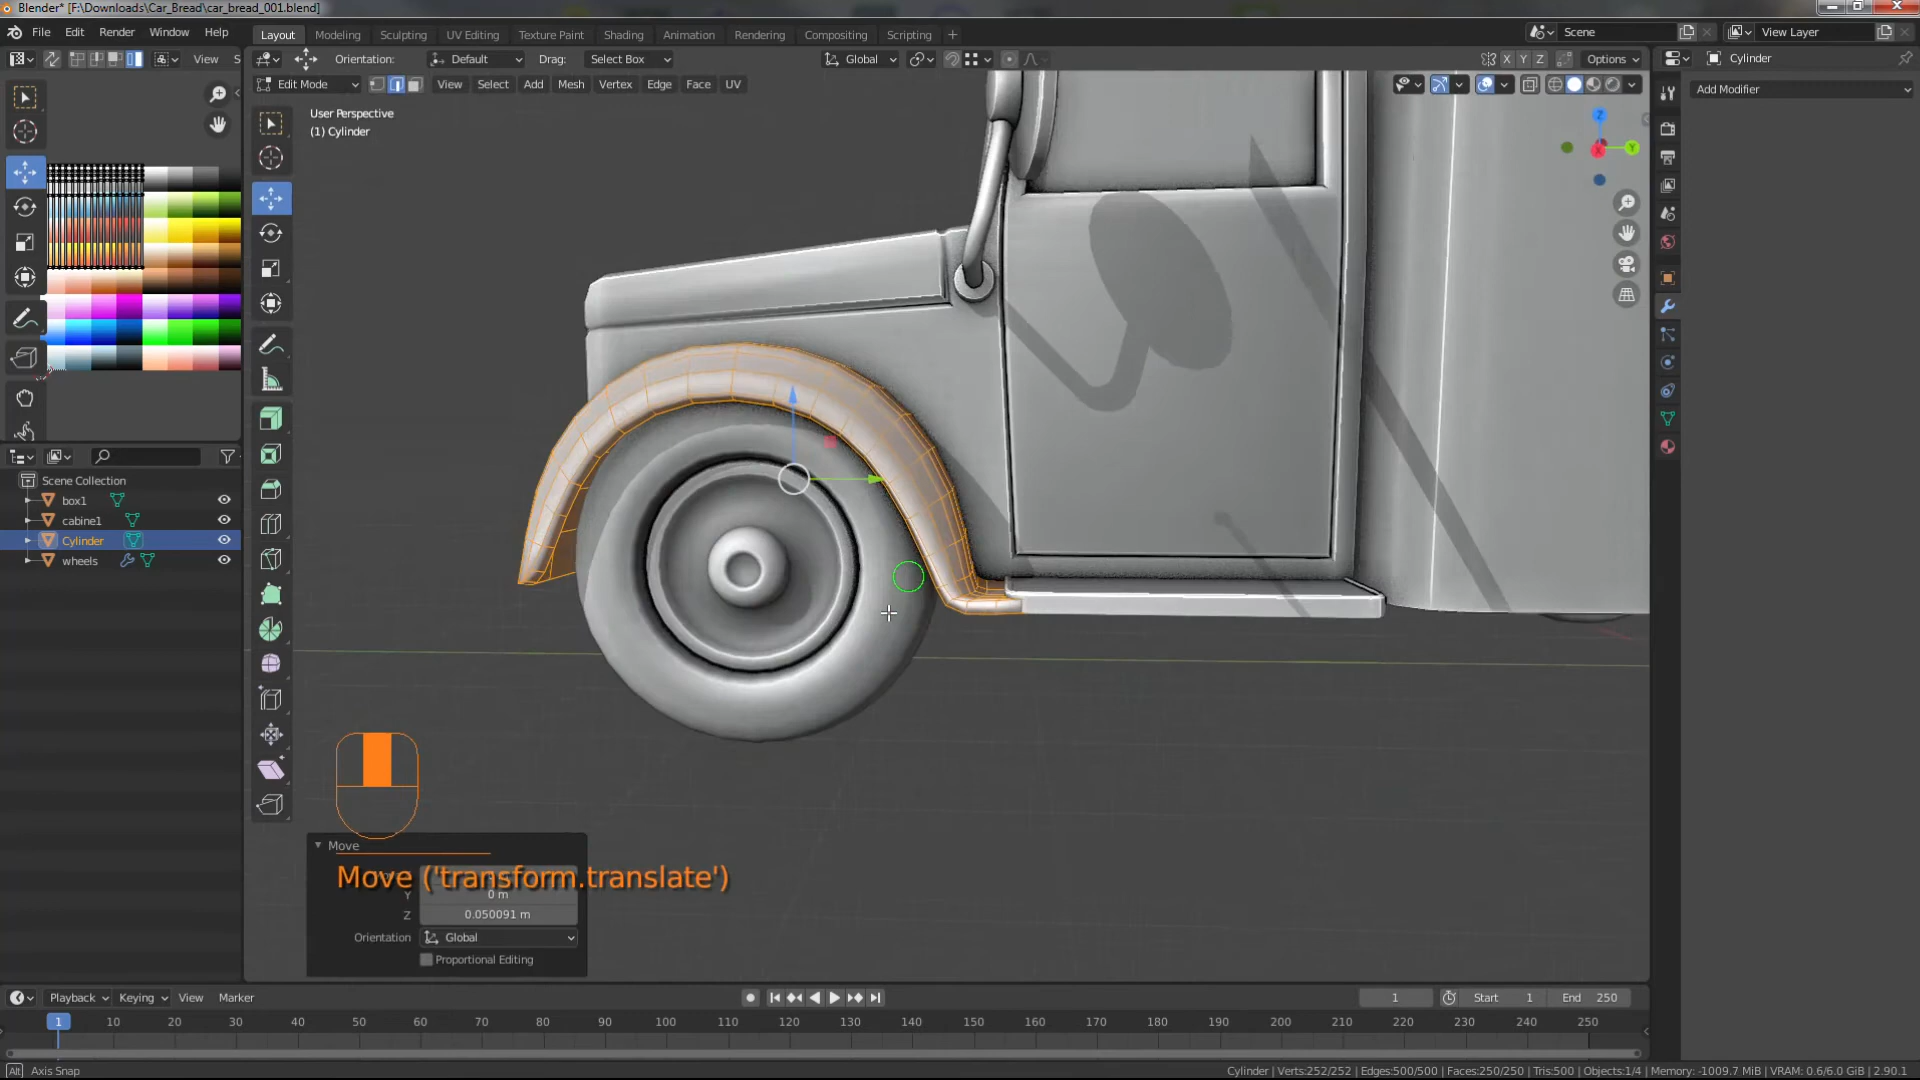 Blender* [F:\Downloads\Car_Bread\car_bread_001.blend]
File Edit Render Window Help
Layout Modeling Sculpting UV Editing Texture Paint Shading Animation Rendering Compositing Scripting +
Scene
View Layer
View S
Orientation: Default Drag: Select Box
Global
X Y Z Options
Cylinder
Edit Mode View Select Add Mesh Vertex Edge Face UV
Add Modifier
User Perspective
(1) Cylinder
Z
Y
X
Scene Collection
box1
cabine1
Cylinder
wheels
Move
Move ('transform.translate')
Y 0 m
Z 0.050091 m
Orientation Global
Proportional Editing
Playback Keying View Marker
1 Start 1 End 250
1 10 20 30 40 50 60 70 80 90 100 110 120 130 140 150 160 170 180 190 200 210 220 230 240 250
Alt Axis Snap
Cylinder | Verts:252/252 | Edges:500/500 | Faces:250/250 | Tris:500 | Objects:1/4 | Memory: -1009.7 MiB | VRAM: 0.6/6.0 GiB | 2.90.1